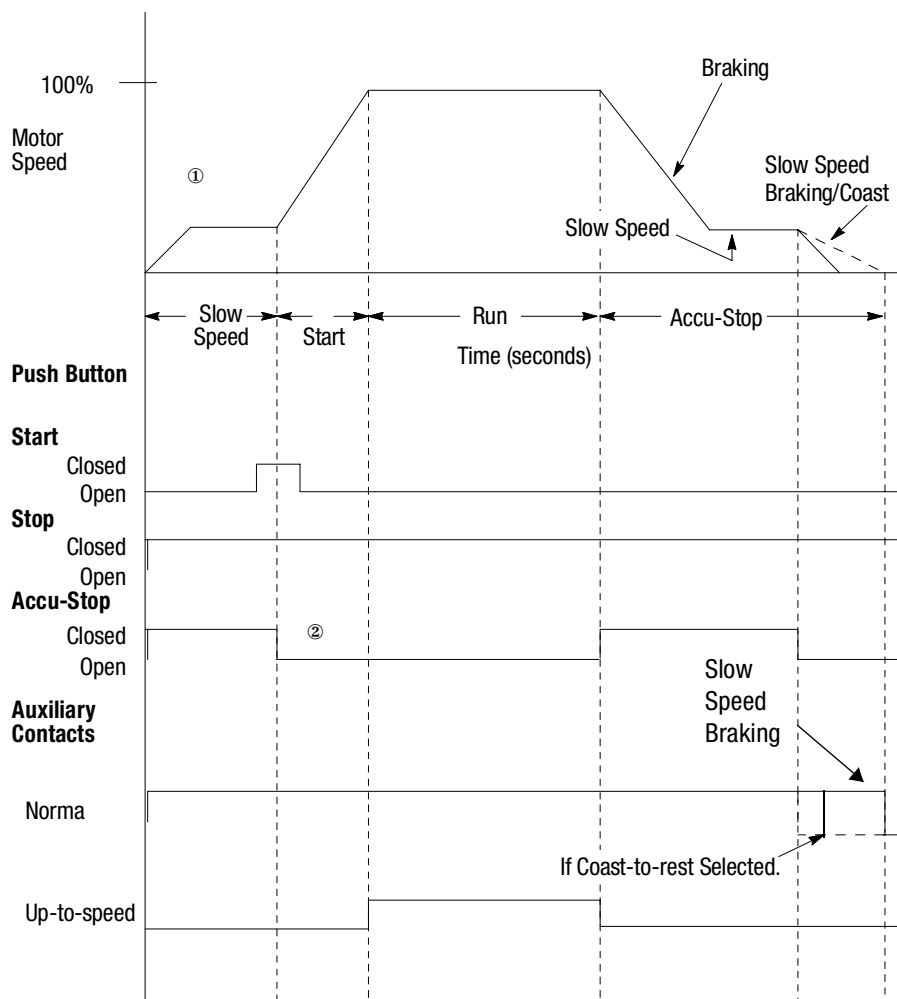 100%
Motor
Speed
①
Braking
Slow Speed
Braking/Coast
Slow Speed
Slow
Speed
Start
Run
Accu-Stop
Time (seconds)
Push Button
Start
Closed
Open
Stop
Closed
Open
Accu-Stop
Closed
②
Open
Slow
Speed
Braking
Auxiliary
Contacts
Norma
If Coast-to-rest Selected.
Up-to-speed